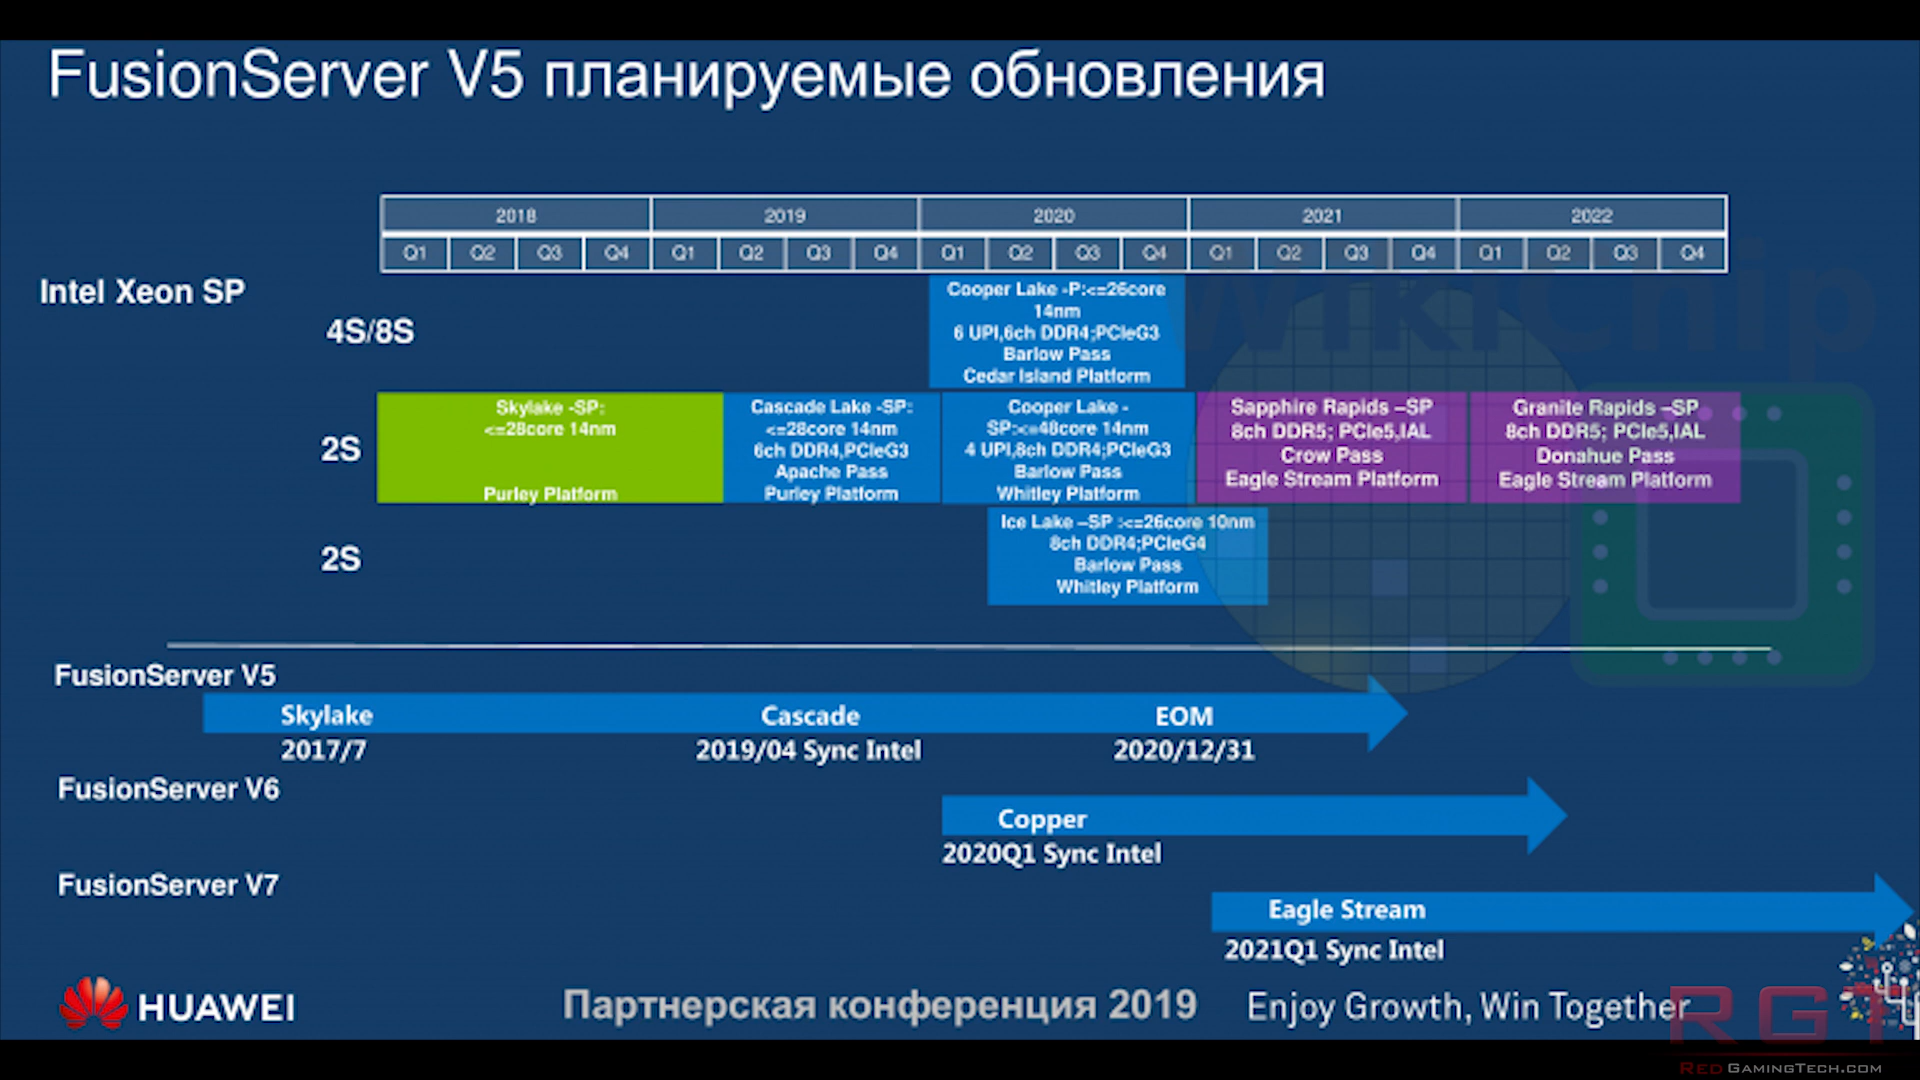 FusionServer V5 планируемые обновления
2018 2019 2020 2021 2022
Q1 Q2 Q3 Q4 Q1 Q2 Q3 Q4 Q1 Q2 Q3 Q4 Q1 Q2 Q3 Q4 Q1 Q2 Q3 Q4
Intel Xeon SP
4S/8S
Cooper Lake -P:<=26core
14nm
6 UPI,6ch DDR4;PCIeG3
Barlow Pass
Cedar Island Platform
2S
Skylake -SP:
<=28core 14nm
Purley Platform
Cascade Lake -SP:
<=28core 14nm
6ch DDR4,PCIeG3
Apache Pass
Purley Platform
Cooper Lake -
SP:<=48core 14nm
4 UPI,8ch DDR4;PCIeG3
Barlow Pass
Whitley Platform
Sapphire Rapids –SP
8ch DDR5; PCIe5,IAL
Crow Pass
Eagle Stream Platform
Granite Rapids –SP
8ch DDR5; PCIe5,IAL
Donahue Pass
Eagle Stream Platform
2S
Ice Lake –SP :<=26core 10nm
8ch DDR4;PCIeG4
Barlow Pass
Whitley Platform
WikiChip
FusionServer V5
Skylake Cascade EOM
2017/7 2019/04 Sync Intel 2020/12/31
FusionServer V6
Copper
2020Q1 Sync Intel
FusionServer V7
Eagle Stream
2021Q1 Sync Intel
HUAWEI
Партнерская конференция 2019
Enjoy Growth, Win Together
RGT
REDGAMINGTECH.COM